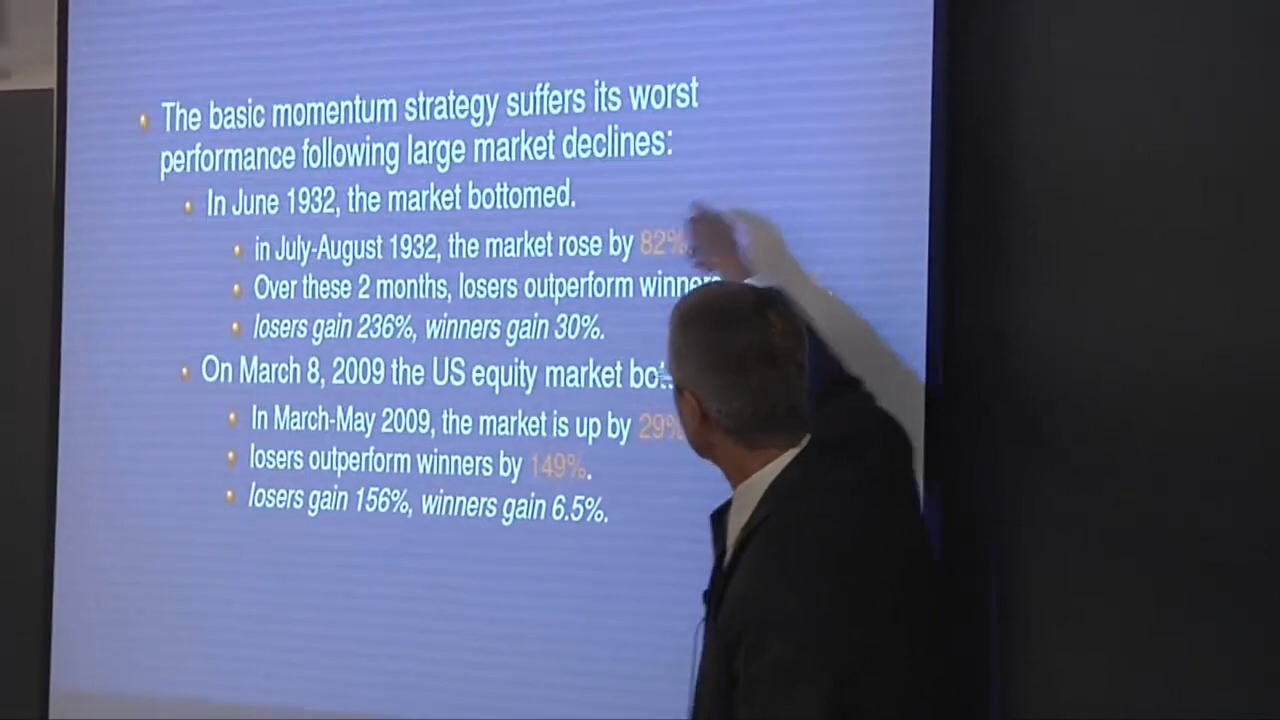 The basic momentum strategy suffers its worst
performance following large market declines:
In June 1932, the market bottomed.
in July-August 1932, the market rose by 82%
Over these 2 months, losers outperform winners
losers gain 236%, winners gain 30%.
On March 8, 2009 the US equity market
In March-May 2009, the market is up by 29%
losers outperform winners by 149%.
losers gain 156%, winners gain 6.5%.